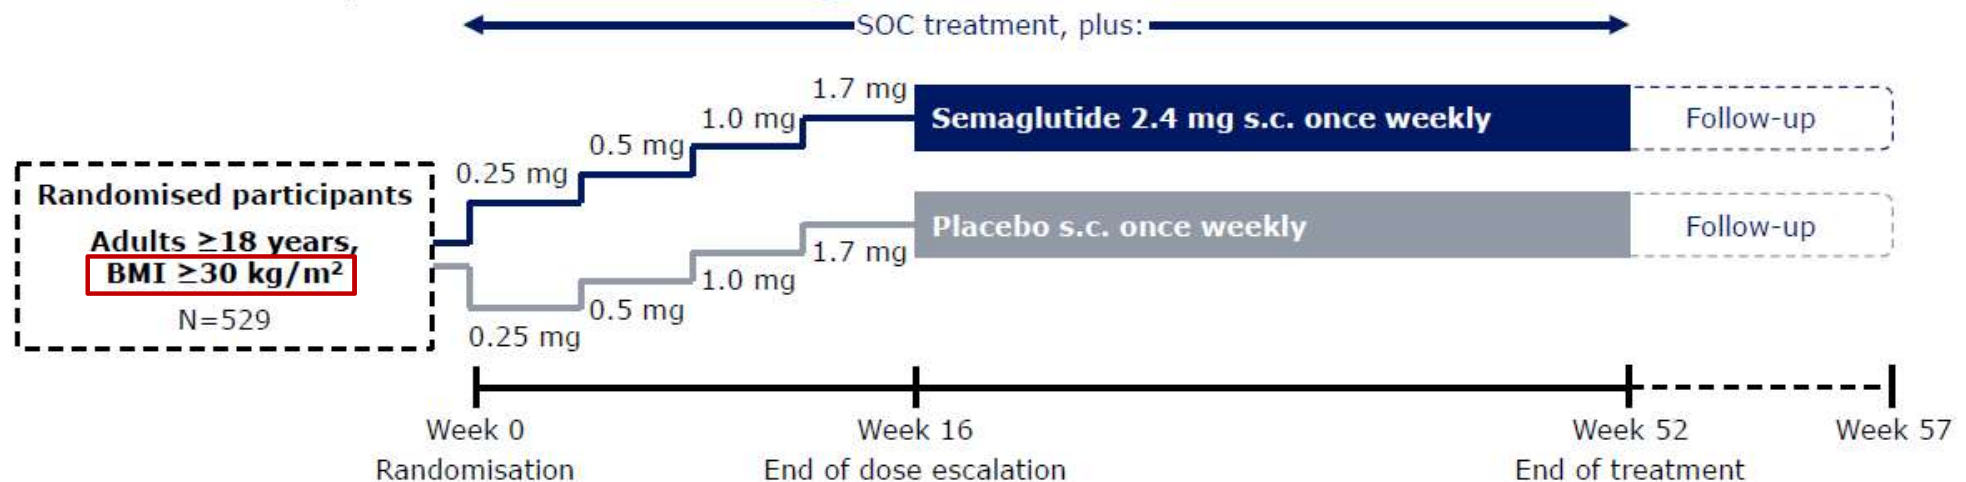 SOC treatment, plus:
1.7 mg
1.0 mg
0.5 mg
0.25 mg
Semaglutide 2.4 mg s.c. once weekly
Follow-up
Randomised participants
Adults ≥18 years,
BMI ≥30 kg/m²
N=529
Placebo s.c. once weekly
Follow-up
1.7 mg
1.0 mg
0.5 mg
0.25 mg
Week 0
Randomisation
Week 16
End of dose escalation
Week 52
End of treatment
Week 57